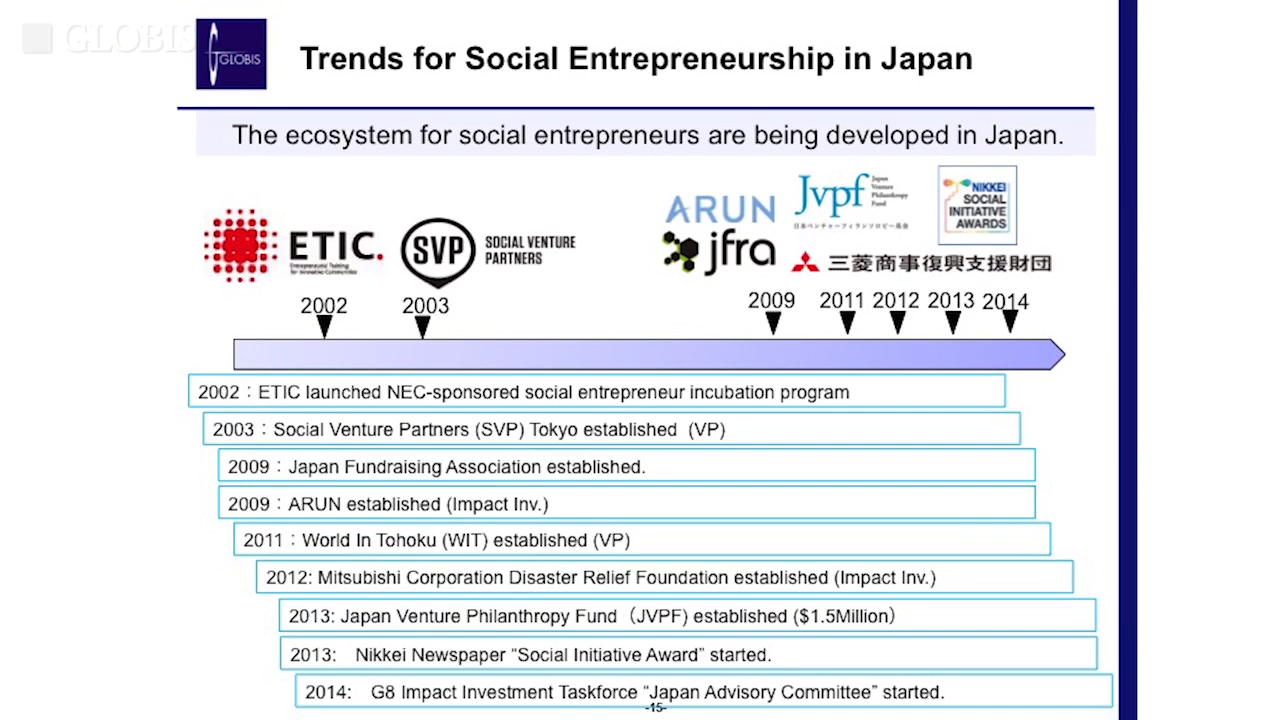 GLOBIS
GLOBIS
Trends for Social Entrepreneurship in Japan
The ecosystem for social entrepreneurs are being developed in Japan.
ETIC.
Entrepreneurial Training
for Innovative Communities
SVP
SOCIAL VENTURE
PARTNERS
ARUN
jfra
Jvpf
Japan
Venture
Philanthropy
Fund
日本ベンチャーフィランソロピー基金
NIKKEI
SOCIAL
INITIATIVE
AWARDS
三菱商事復興支援財団
2002
2003
2009
2011
2012
2013
2014
2002：ETIC launched NEC-sponsored social entrepreneur incubation program
2003：Social Venture Partners (SVP) Tokyo established (VP)
2009：Japan Fundraising Association established.
2009：ARUN established (Impact Inv.)
2011：World In Tohoku (WIT) established (VP)
2012: Mitsubishi Corporation Disaster Relief Foundation established (Impact Inv.)
2013: Japan Venture Philanthropy Fund（JVPF) established ($1.5Million）
2013: Nikkei Newspaper “Social Initiative Award” started.
2014: G8 Impact Investment Taskforce “Japan Advisory Committee” started.
-15-